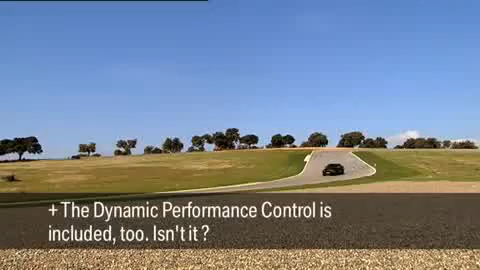 + The Dynamic Performance Control is
included, too. Isn't it?